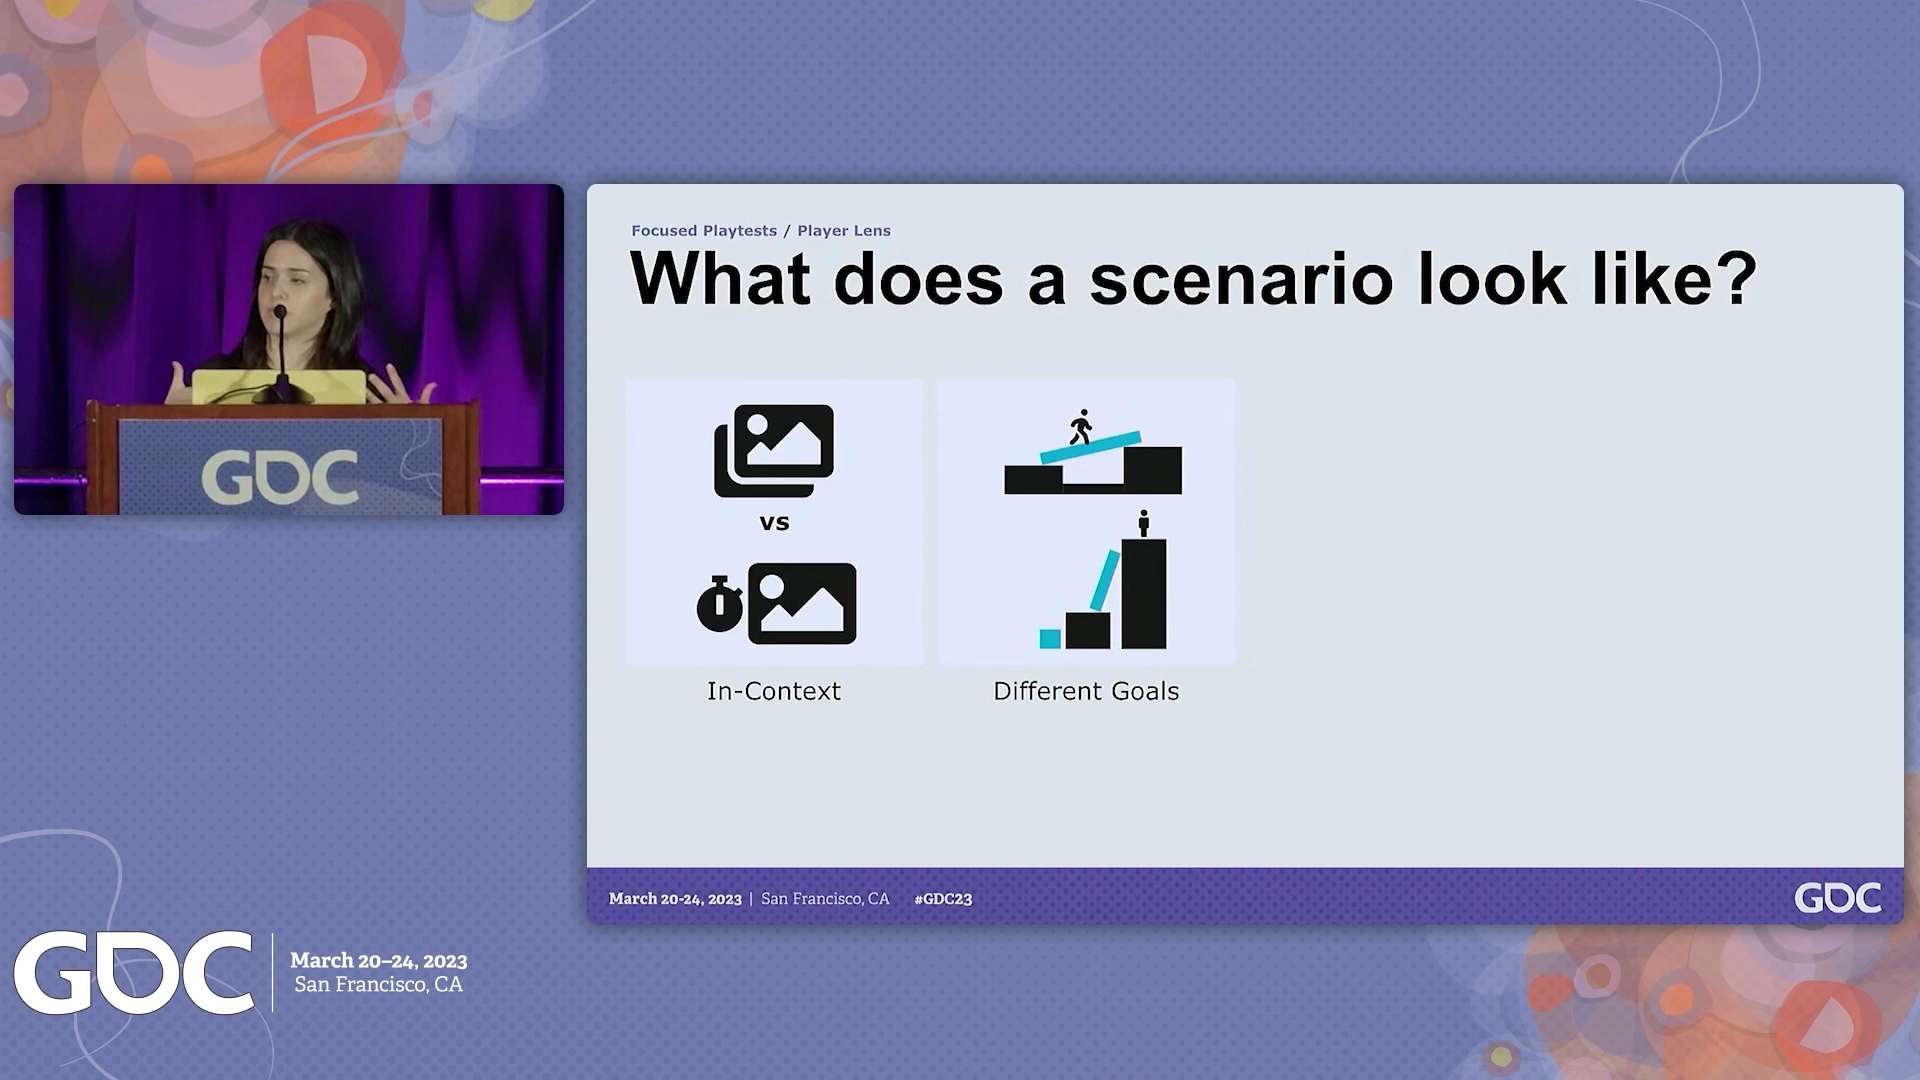 GDC
Focused Playtests / Player Lens
What does a scenario look like?
vs
In-Context
Different Goals
March 20-24, 2023 | San Francisco, CA #GDC23
GDC
GDC
March 20–24, 2023
San Francisco, CA